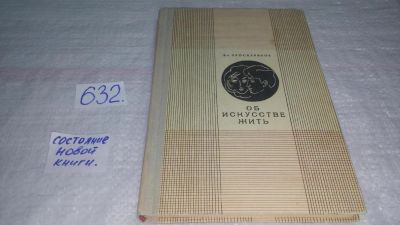 632.
состояние
новой
книги.
ОБ
ИСКУССТВЕ
ЖИТЬ